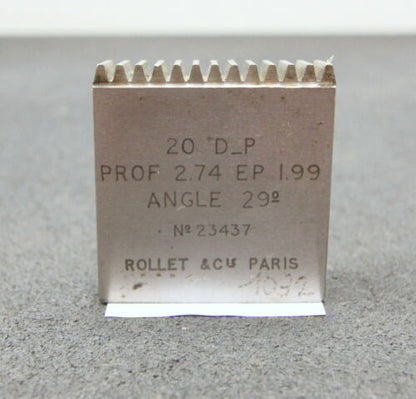 20 D_P
PROF 2.74 EP 1.99
ANGLE 29º
Nº 23437
ROLLET & Cie PARIS